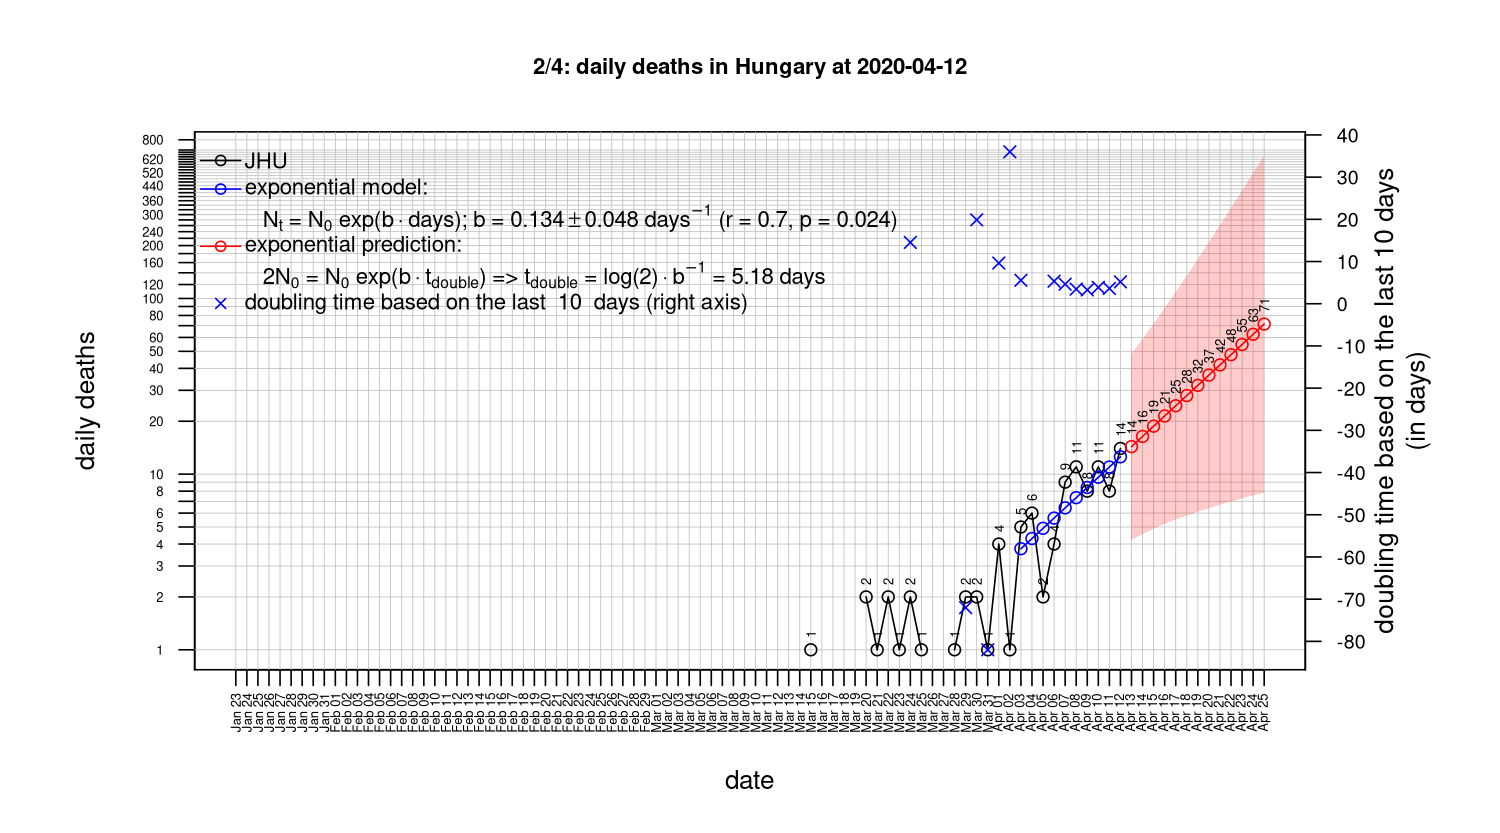 2/4: daily deaths in Hungary at 2020-04-12
JHU
exponential model:
Nt = N0 exp(b · days); b = 0.134 ± 0.048 days−1 (r = 0.7, p = 0.024)
exponential prediction:
2N0 = N0 exp(b · tdouble) => tdouble = log(2) · b−1 = 5.18 days
doubling time based on the last 10 days (right axis)
daily deaths
800
620
520
440
360
300
240
200
160
120
100
80
60
50
40
30
20
10
8
6
5
4
3
2
1
40
30
20
10
0
-10
-20
-30
-40
-50
-60
-70
-80
doubling time based on the last 10 days
(in days)
1
2
1
2
1
2
1
1
2
2
1
4
1
5
6
2
4
9
11
8
11
8
14
14
16
19
21
25
28
32
37
42
48
55
63
71
Jan 23
Jan 24
Jan 25
Jan 26
Jan 27
Jan 28
Jan 29
Jan 30
Jan 31
Feb 01
Feb 02
Feb 03
Feb 04
Feb 05
Feb 06
Feb 07
Feb 08
Feb 09
Feb 10
Feb 11
Feb 12
Feb 13
Feb 14
Feb 15
Feb 16
Feb 17
Feb 18
Feb 19
Feb 20
Feb 21
Feb 22
Feb 23
Feb 24
Feb 25
Feb 26
Feb 27
Feb 28
Feb 29
Mar 01
Mar 02
Mar 03
Mar 04
Mar 05
Mar 06
Mar 07
Mar 08
Mar 09
Mar 10
Mar 11
Mar 12
Mar 13
Mar 14
Mar 15
Mar 16
Mar 17
Mar 18
Mar 19
Mar 20
Mar 21
Mar 22
Mar 23
Mar 24
Mar 25
Mar 26
Mar 27
Mar 28
Mar 29
Mar 30
Mar 31
Apr 01
Apr 02
Apr 03
Apr 04
Apr 05
Apr 06
Apr 07
Apr 08
Apr 09
Apr 10
Apr 11
Apr 12
Apr 13
Apr 14
Apr 15
Apr 16
Apr 17
Apr 18
Apr 19
Apr 20
Apr 21
Apr 22
Apr 23
Apr 24
Apr 25
date